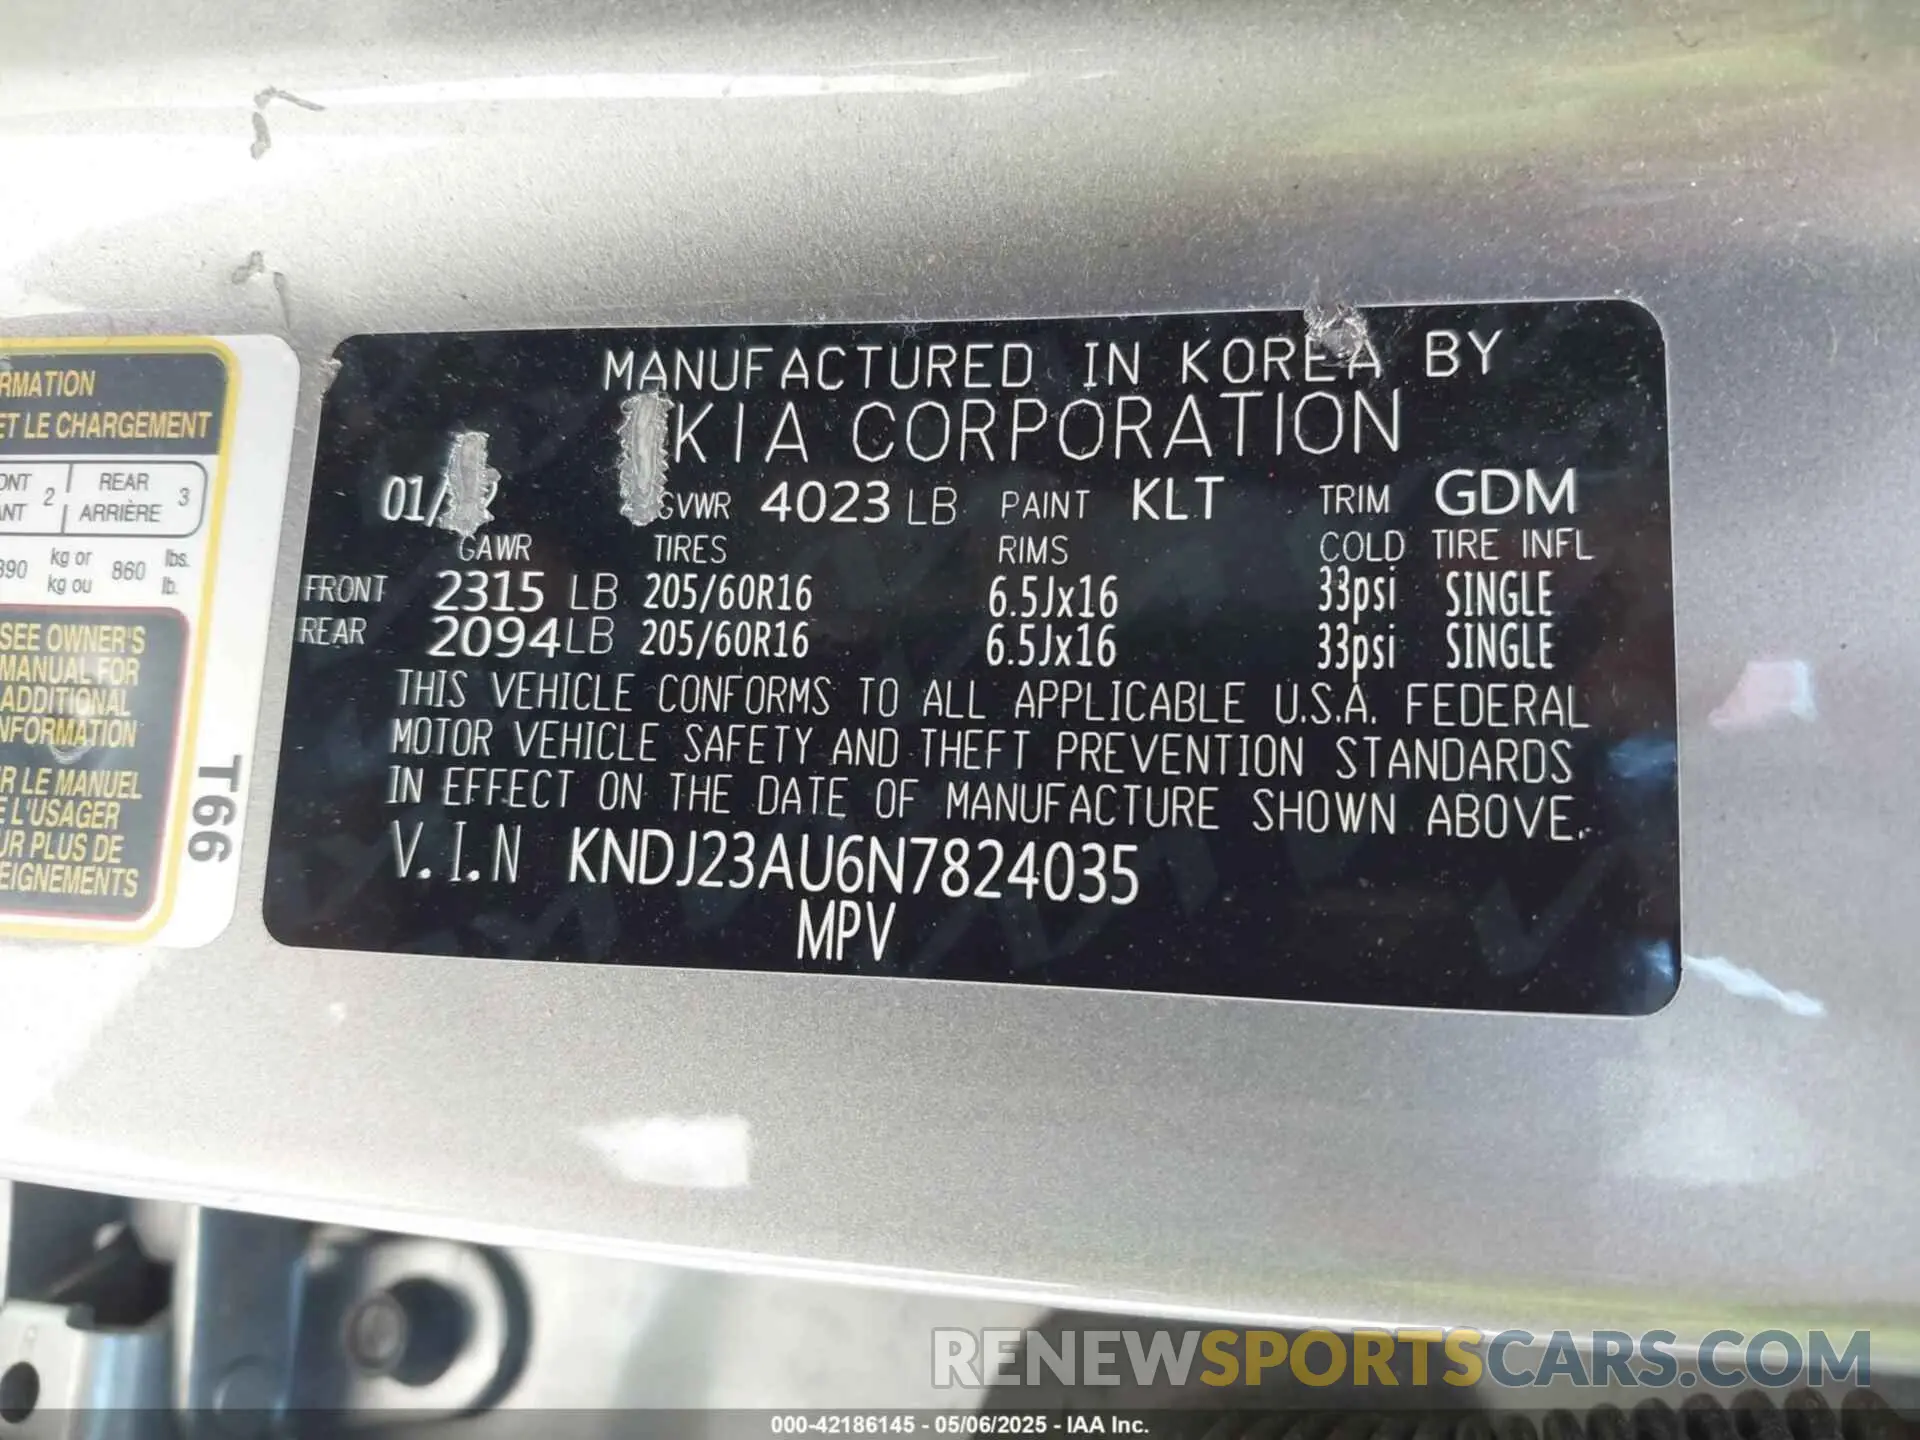 RMATION
ET LE CHARGEMENT
REAR
2 ARRIÈRE 3
kg or 860 lbs.
kg ou lb.
SEE OWNER'S
MANUAL FOR
ADDITIONAL
NFORMATION
R LE MANUEL
L'USAGER
UR PLUS DE
EIGNEMENTS
T66
MANUFACTURED IN KOREA BY
KIA CORPORATION
01/ 2 GVWR 4023 LB PAINT KLT TRIM GDM
GAWR TIRES RIMS COLD TIRE INFL
FRONT 2315 LB 205/60R16 6.5Jx16 33psi SINGLE
REAR 2094 LB 205/60R16 6.5Jx16 33psi SINGLE
THIS VEHICLE CONFORMS TO ALL APPLICABLE U.S.A. FEDERAL
MOTOR VEHICLE SAFETY AND THEFT PREVENTION STANDARDS
IN EFFECT ON THE DATE OF MANUFACTURE SHOWN ABOVE.
V.I.N KNDJ23AU6N7824035
MPV
RENEWSPORTSCARS.COM
000-42186145 - 05/06/2025 - IAA Inc.